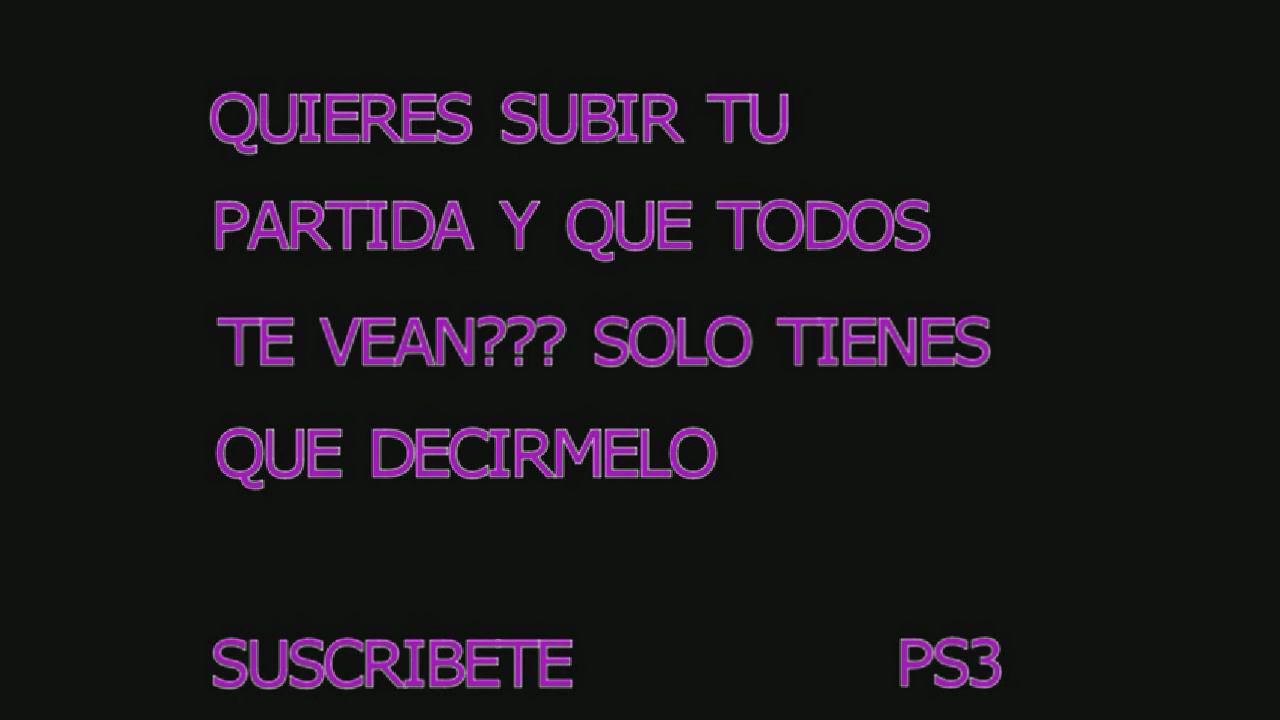 QUIERES SUBIR TU
PARTIDA Y QUE TODOS
TE VEAN??? SOLO TIENES
QUE DECIRMELO
SUSCRIBETE PS3